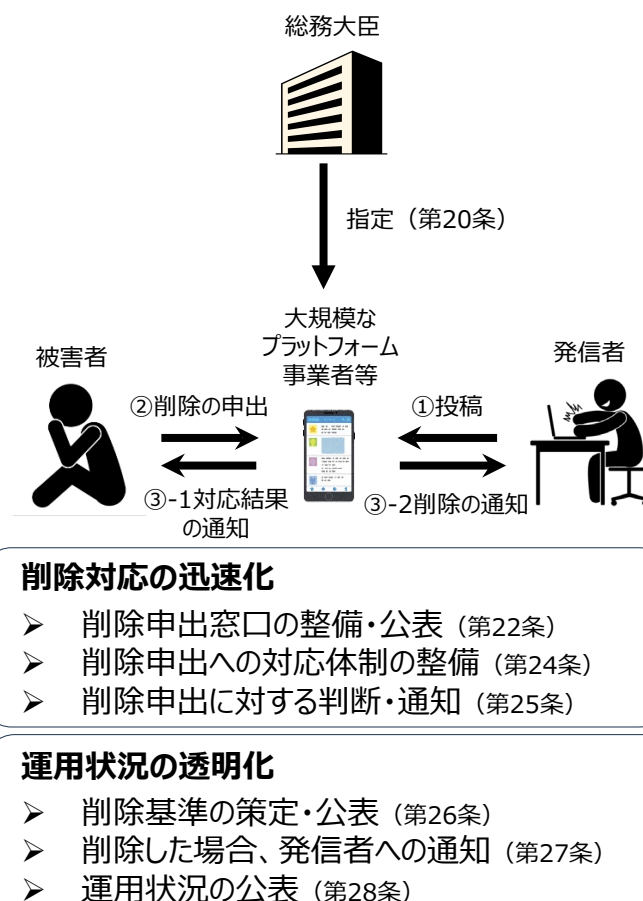 総務大臣
指定（第20条）
大規模な
プラットフォーム
事業者等
被害者
発信者
②削除の申出
①投稿
③-1対応結果
の通知
③-2削除の通知
削除対応の迅速化
➢ 削除申出窓口の整備・公表（第22条）
➢ 削除申出への対応体制の整備（第24条）
➢ 削除申出に対する判断・通知（第25条）
運用状況の透明化
➢ 削除基準の策定・公表（第26条）
➢ 削除した場合、発信者への通知（第27条）
➢ 運用状況の公表（第28条）